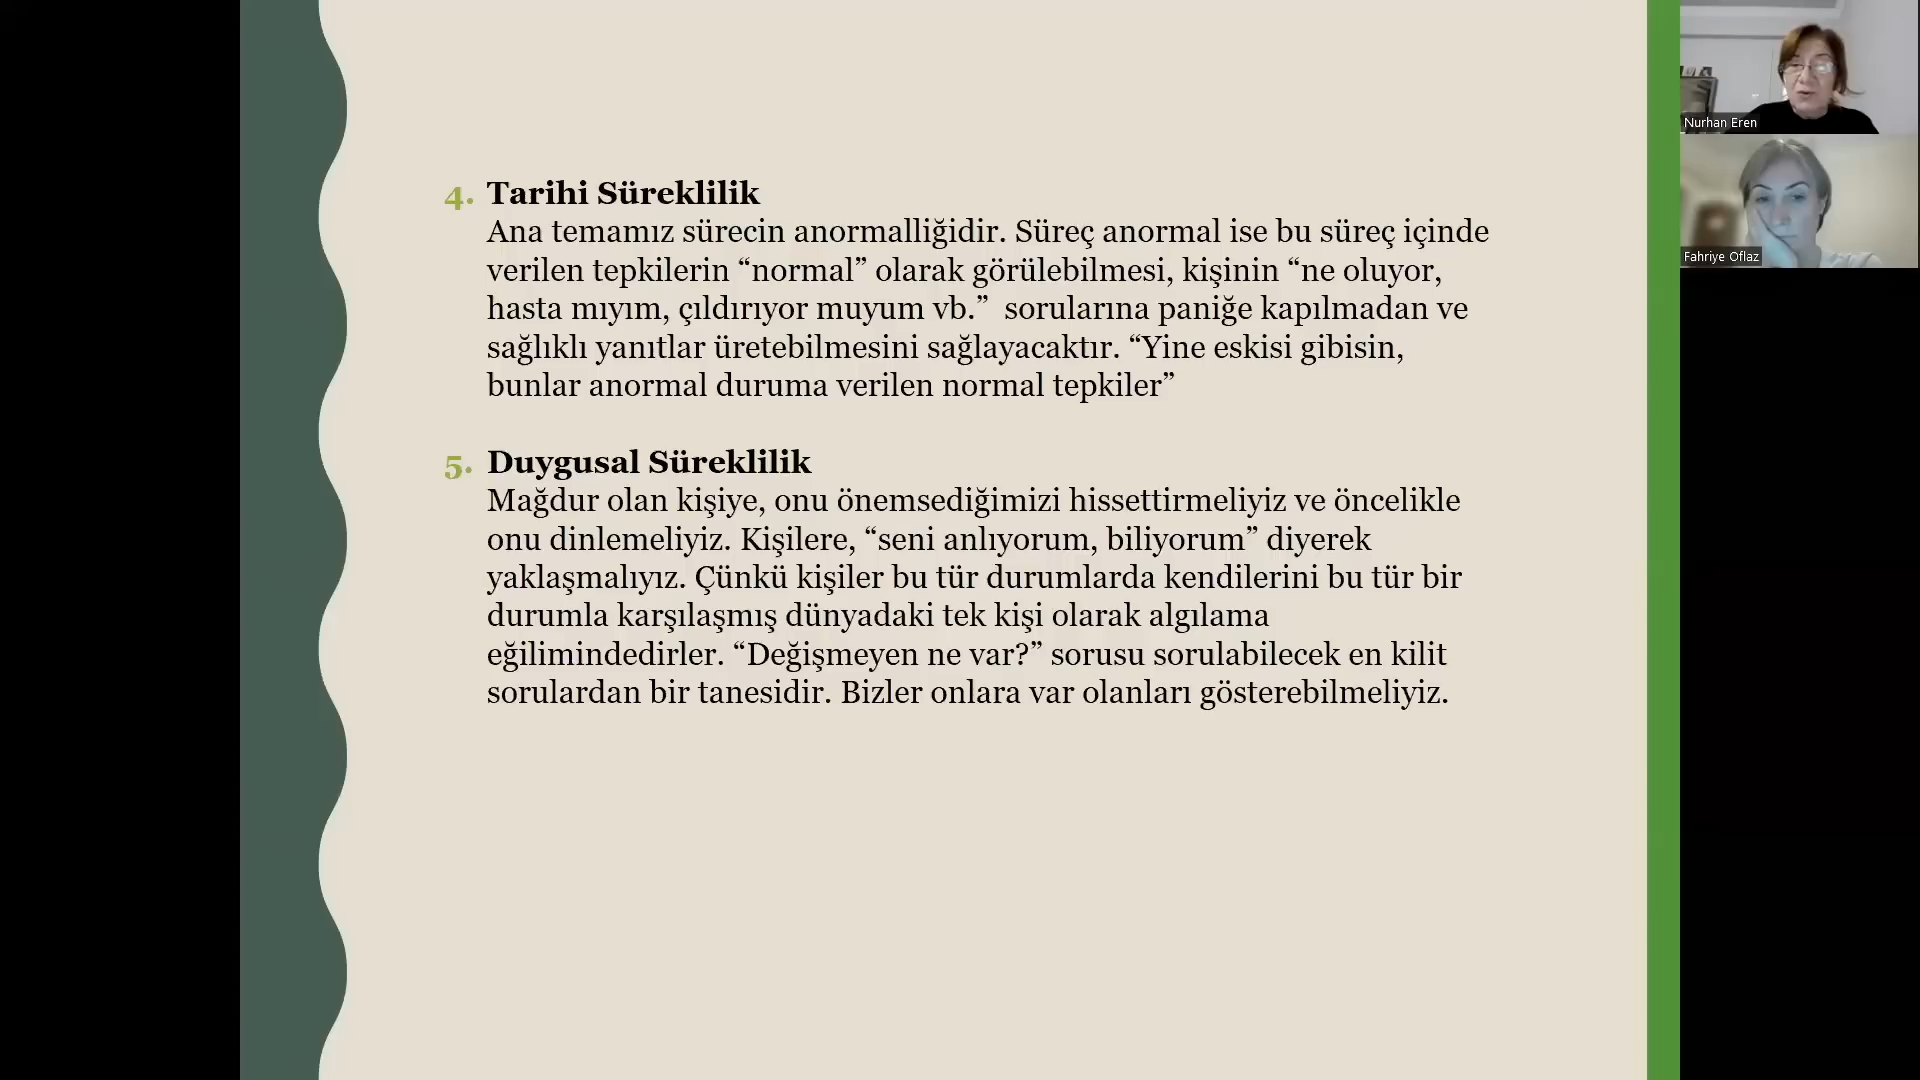 4. Tarihi Süreklilik
Ana temamız sürecin anormalliğidir. Süreç anormal ise bu süreç içinde
verilen tepkilerin “normal” olarak görülebilmesi, kişinin “ne oluyor,
hasta mıyım, çıldırıyor muyum vb.”  sorularına paniğe kapılmadan ve
sağlıklı yanıtlar üretebilmesini sağlayacaktır. “Yine eskisi gibisin,
bunlar anormal duruma verilen normal tepkiler”
5. Duygusal Süreklilik
Mağdur olan kişiye, onu önemsediğimizi hissettirmeliyiz ve öncelikle
onu dinlemeliyiz. Kişilere, “seni anlıyorum, biliyorum” diyerek
yaklaşmalıyız. Çünkü kişiler bu tür durumlarda kendilerini bu tür bir
durumla karşılaşmış dünyadaki tek kişi olarak algılama
eğilimindedirler. “Değişmeyen ne var?” sorusu sorulabilecek en kilit
sorulardan bir tanesidir. Bizler onlara var olanları gösterebilmeliyiz.
Nurhan Eren
Fahriye Oflaz